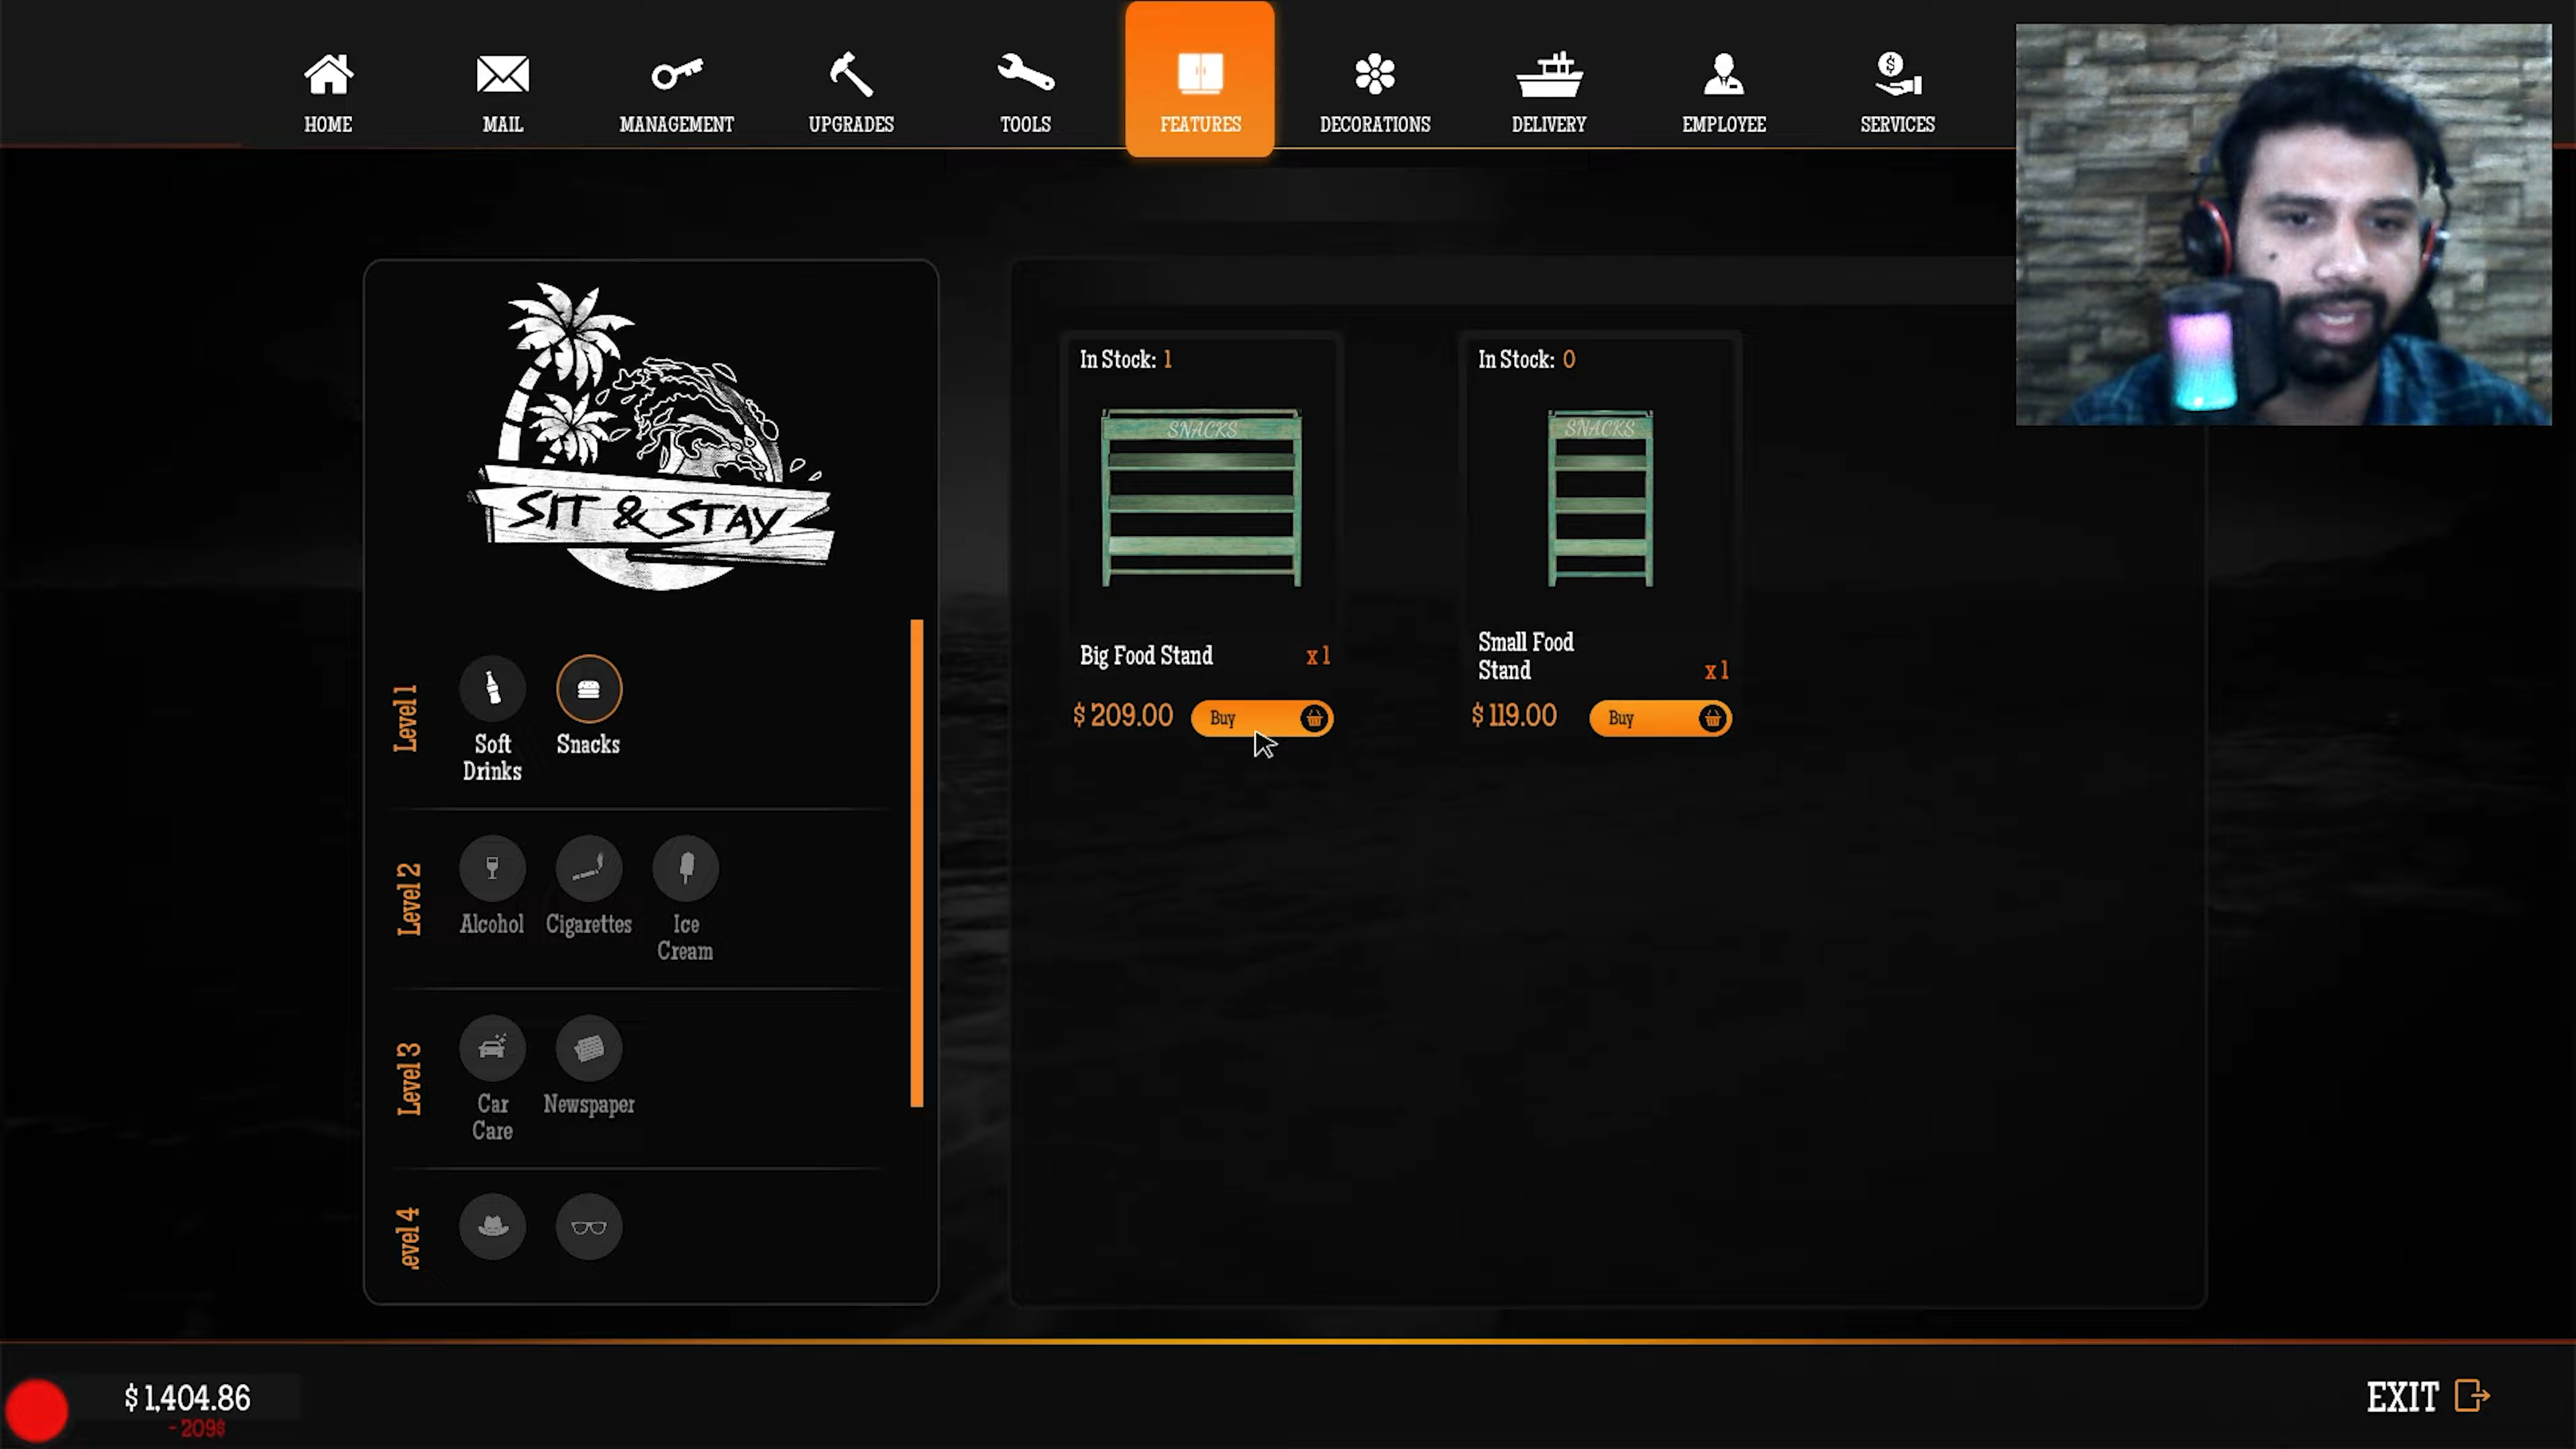 HOME
MAIL
MANAGEMENT
UPGRADES
TOOLS
FEATURES
DECORATIONS
DELIVERY
EMPLOYEE
SERVICES
SIT & STAY
Level 1
Soft
Drinks
Snacks
Level 2
Alcohol
Cigarettes
Ice
Cream
Level 3
Car
Care
Newspaper
evel 4
In Stock: 1
SNACKS
Big Food Stand x1
$ 209.00 Buy
In Stock: 0
SNACKS
Small Food
Stand x1
$ 119.00 Buy
$ 1,404.86
- 209$
EXIT